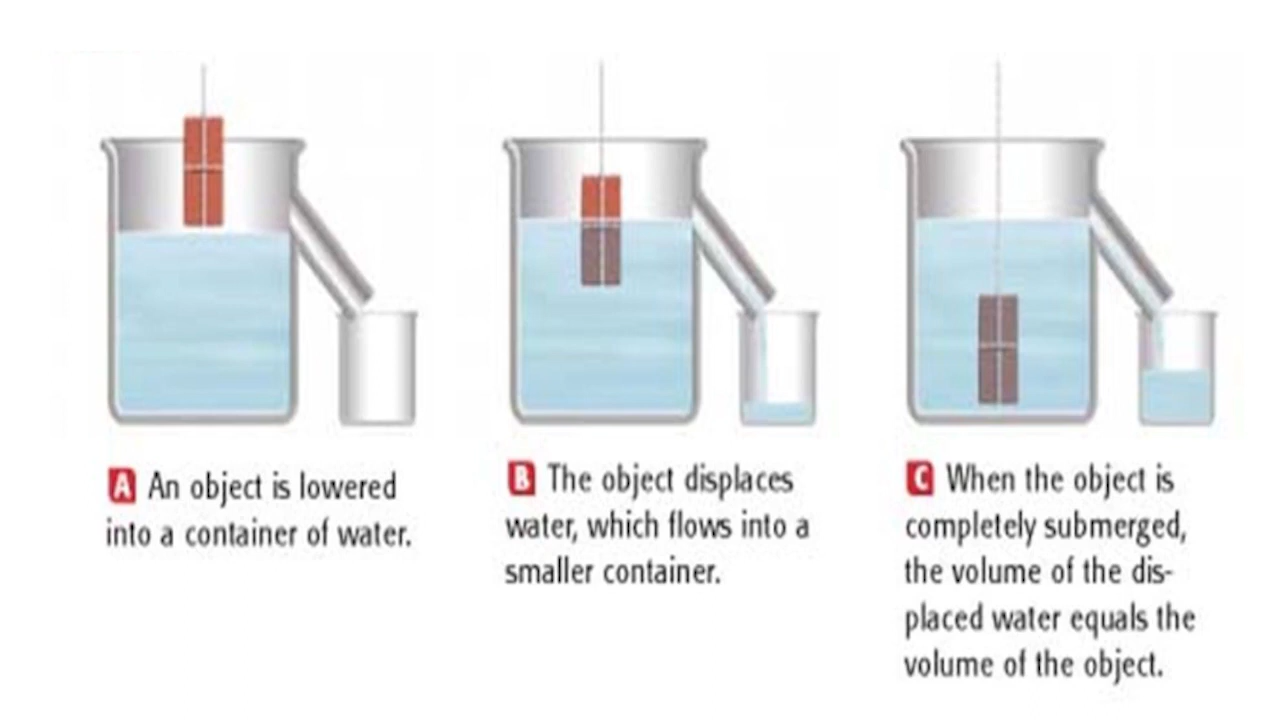 A An object is lowered
into a container of water.
B The object displaces
water, which flows into a
smaller container.
C When the object is
completely submerged,
the volume of the dis-
placed water equals the
volume of the object.